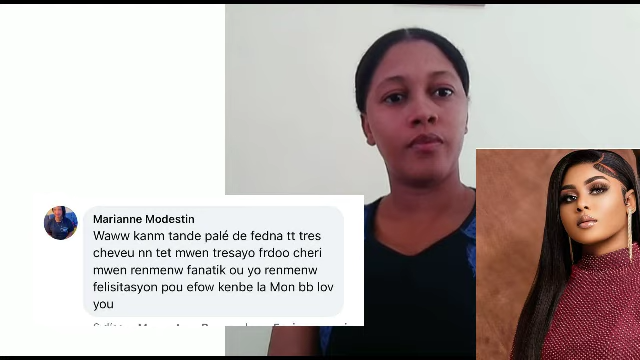 Marianne Modestin
Waww kanm tande palé de fedna tt tres
cheveu nn tet mwen tresayo frdoo cheri
mwen renmenw fanatik ou yo renmenw
felisitasyon pou efow kenbe la Mon bb lov
you